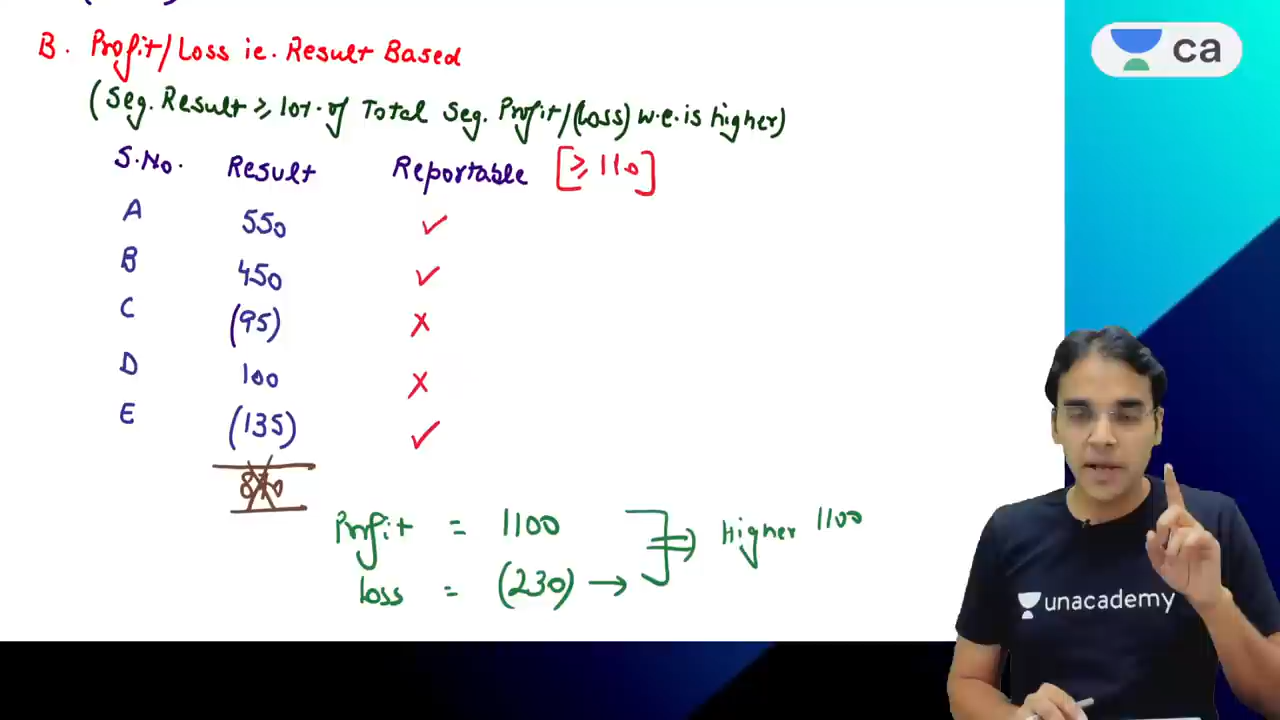 B. Profit/Loss ie. Result Based
(Seg. Result ≥ 10%. of Total Seg. Profit/(Loss) w.e. is higher)
S.No. Result Reportable [≥ 110]
A 550 ✓
B 450 ✓
C (95) ✗
D 100 ✗
E (135) ✓
870
Profit = 1100
Higher 1100
loss = (230) →
ca
unacademy